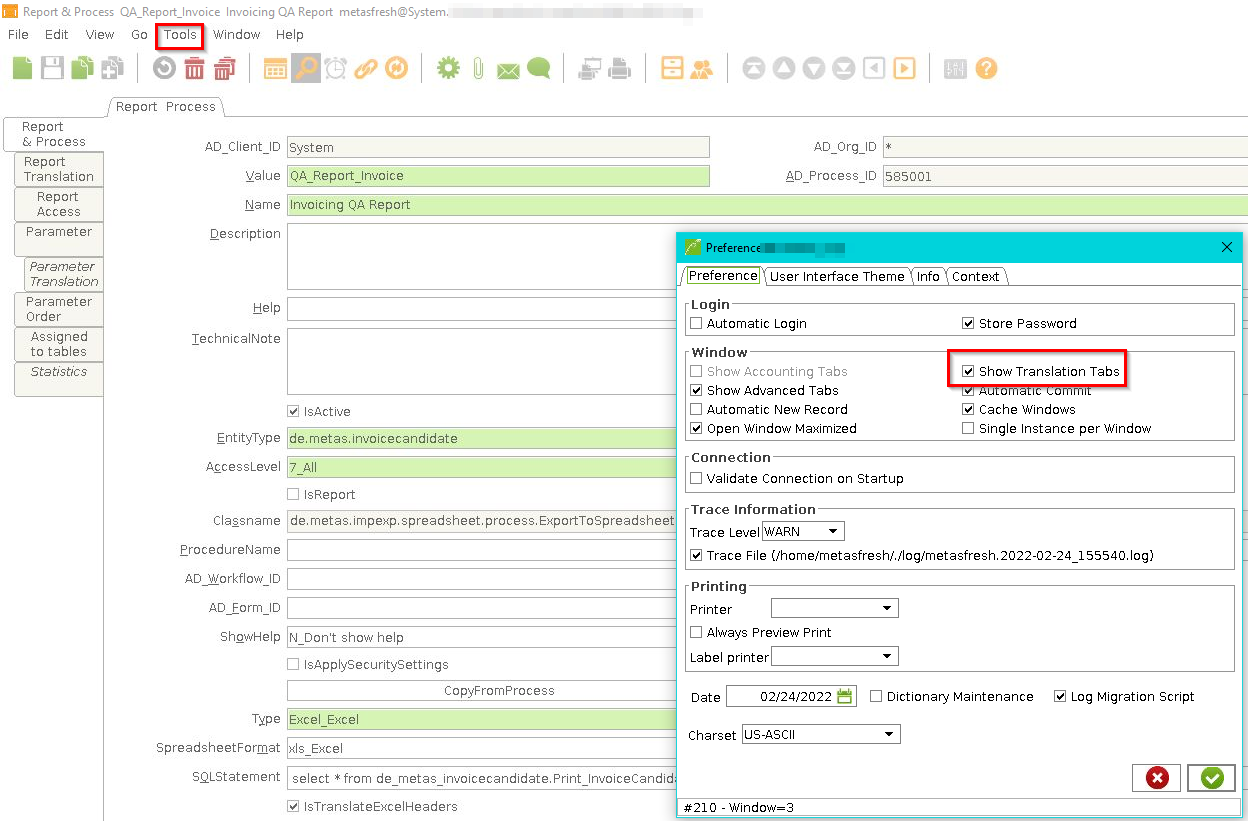 Report & Process QA_Report_Invoice Invoicing QA Report metasfresh@System.
File Edit View Go Tools Window Help
Report Process
Report
& Process
Report
Translation
Report
Access
Parameter
Parameter
Translation
Parameter
Order
Assigned
to tables
Statistics
AD_Client_ID System
AD_Org_ID *
Value QA_Report_Invoice
AD_Process_ID 585001
Name Invoicing QA Report
Description
Help
TechnicalNote
IsActive
EntityType de.metas.invoicecandidate
AccessLevel 7_All
IsReport
Classname de.metas.impexp.spreadsheet.process.ExportToSpreadsheet
ProcedureName
AD_Workflow_ID
AD_Form_ID
ShowHelp N_Don't show help
IsApplySecuritySettings
CopyFromProcess
Type Excel_Excel
SpreadsheetFormat xls_Excel
SQLStatement select * from de_metas_invoicecandidate.Print_InvoiceCandida
IsTranslateExcelHeaders
Preference
Preference User Interface Theme Info Context
Login
Automatic Login Store Password
Window
Show Accounting Tabs Show Translation Tabs
Show Advanced Tabs Automatic Commit
Automatic New Record Cache Windows
Open Window Maximized Single Instance per Window
Connection
Validate Connection on Startup
Trace Information
Trace Level WARN
Trace File (/home/metasfresh/./log/metasfresh.2022-02-24_155540.log)
Printing
Printer
Always Preview Print
Label printer
Date 02/24/2022 Dictionary Maintenance Log Migration Script
Charset US-ASCII
#210 - Window=3